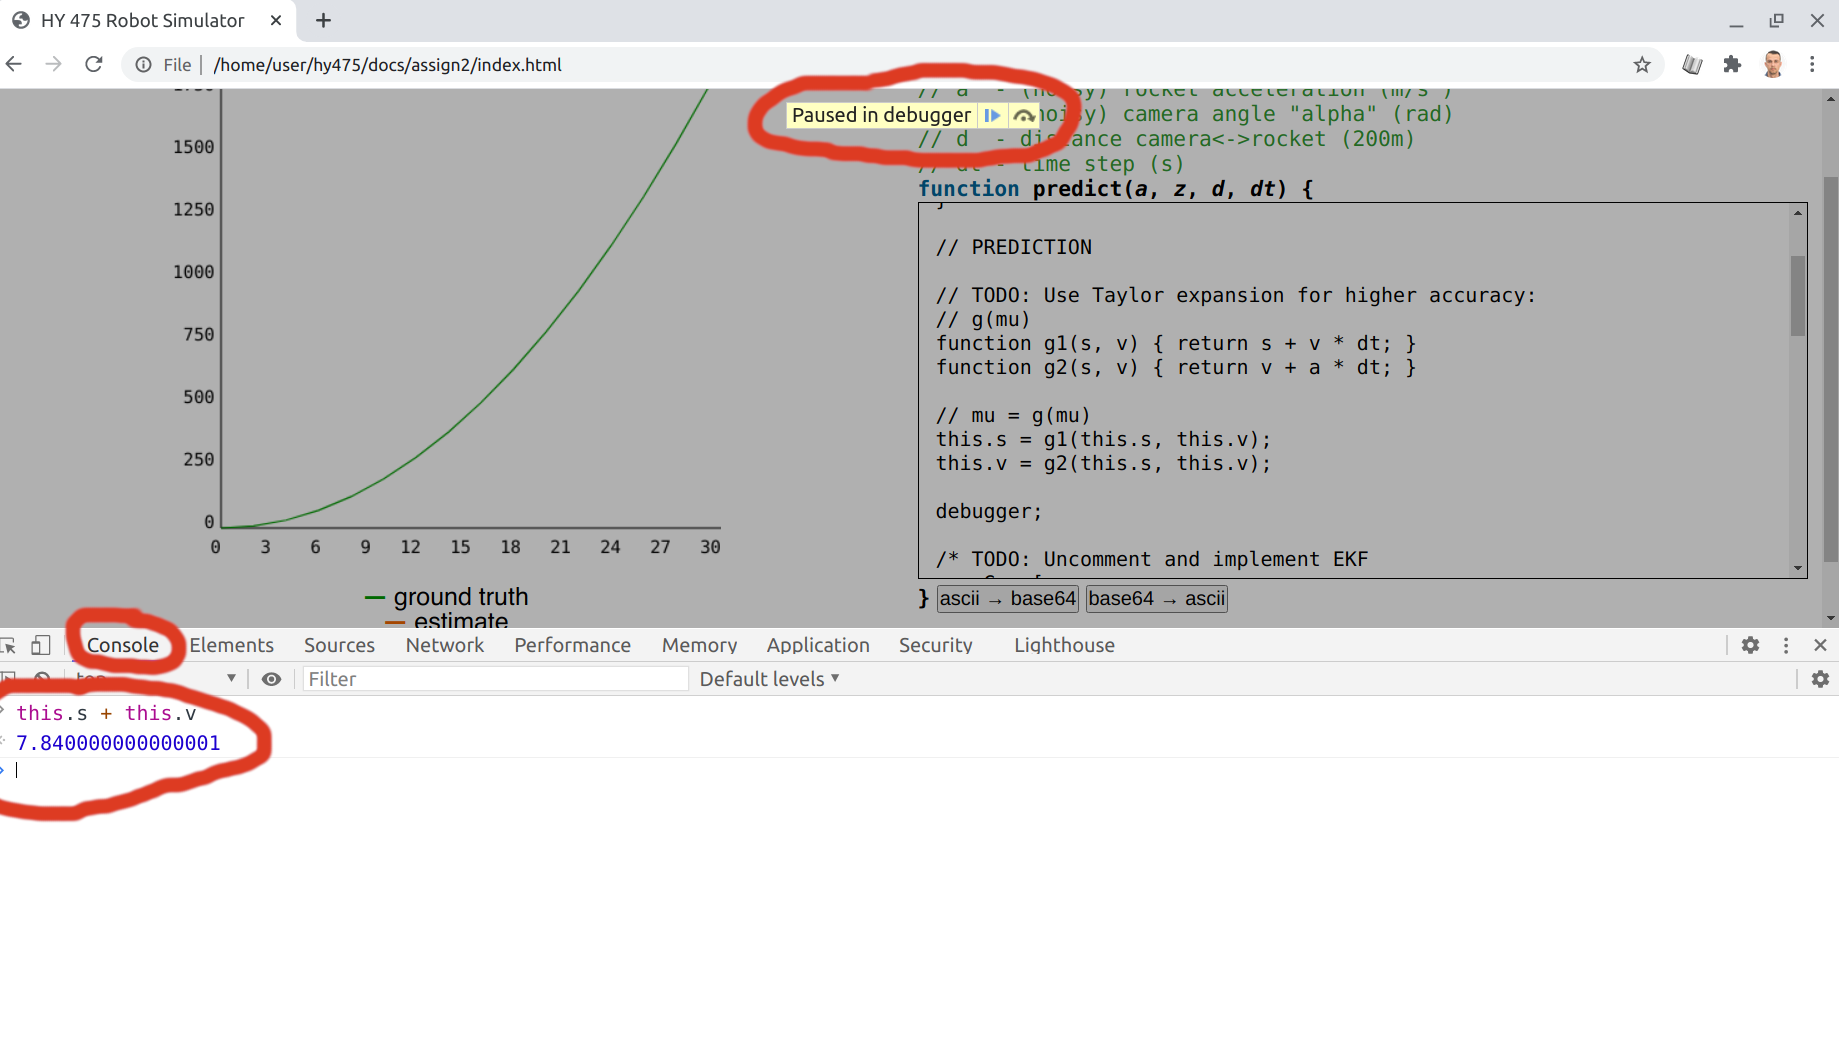 HY 475 Robot Simulator
File | /home/user/hy475/docs/assign2/index.html
1750
1500
1250
1000
750
500
250
0
0 3 6 9 12 15 18 21 24 27 30
ground truth
estimate
Paused in debugger
// a - (noisy) rocket acceleration (m/s
noisy) camera angle "alpha" (rad)
// d - distance camera<->rocket (200m)
// dt - time step (s)
function predict(a, z, d, dt) {
}
// PREDICTION
// TODO: Use Taylor expansion for higher accuracy:
// g(mu)
function g1(s, v) { return s + v * dt; }
function g2(s, v) { return v + a * dt; }
// mu = g(mu)
this.s = g1(this.s, this.v);
this.v = g2(this.s, this.v);
debugger;
/* TODO: Uncomment and implement EKF
} ascii → base64 base64 → ascii
Console Elements Sources Network Performance Memory Application Security Lighthouse
top Filter Default levels
this.s + this.v
7.840000000000001